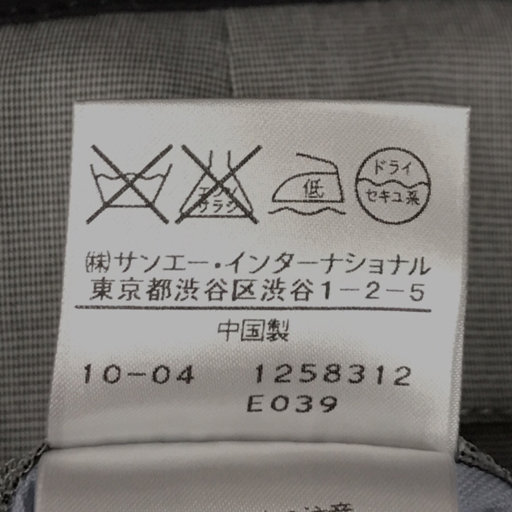 エンソ
サラシ
低
ドライ
セキユ系
㈱サンエー・インターナショナル
東京都渋谷区渋谷1-2-5
中国製
10-04 1258312
E039